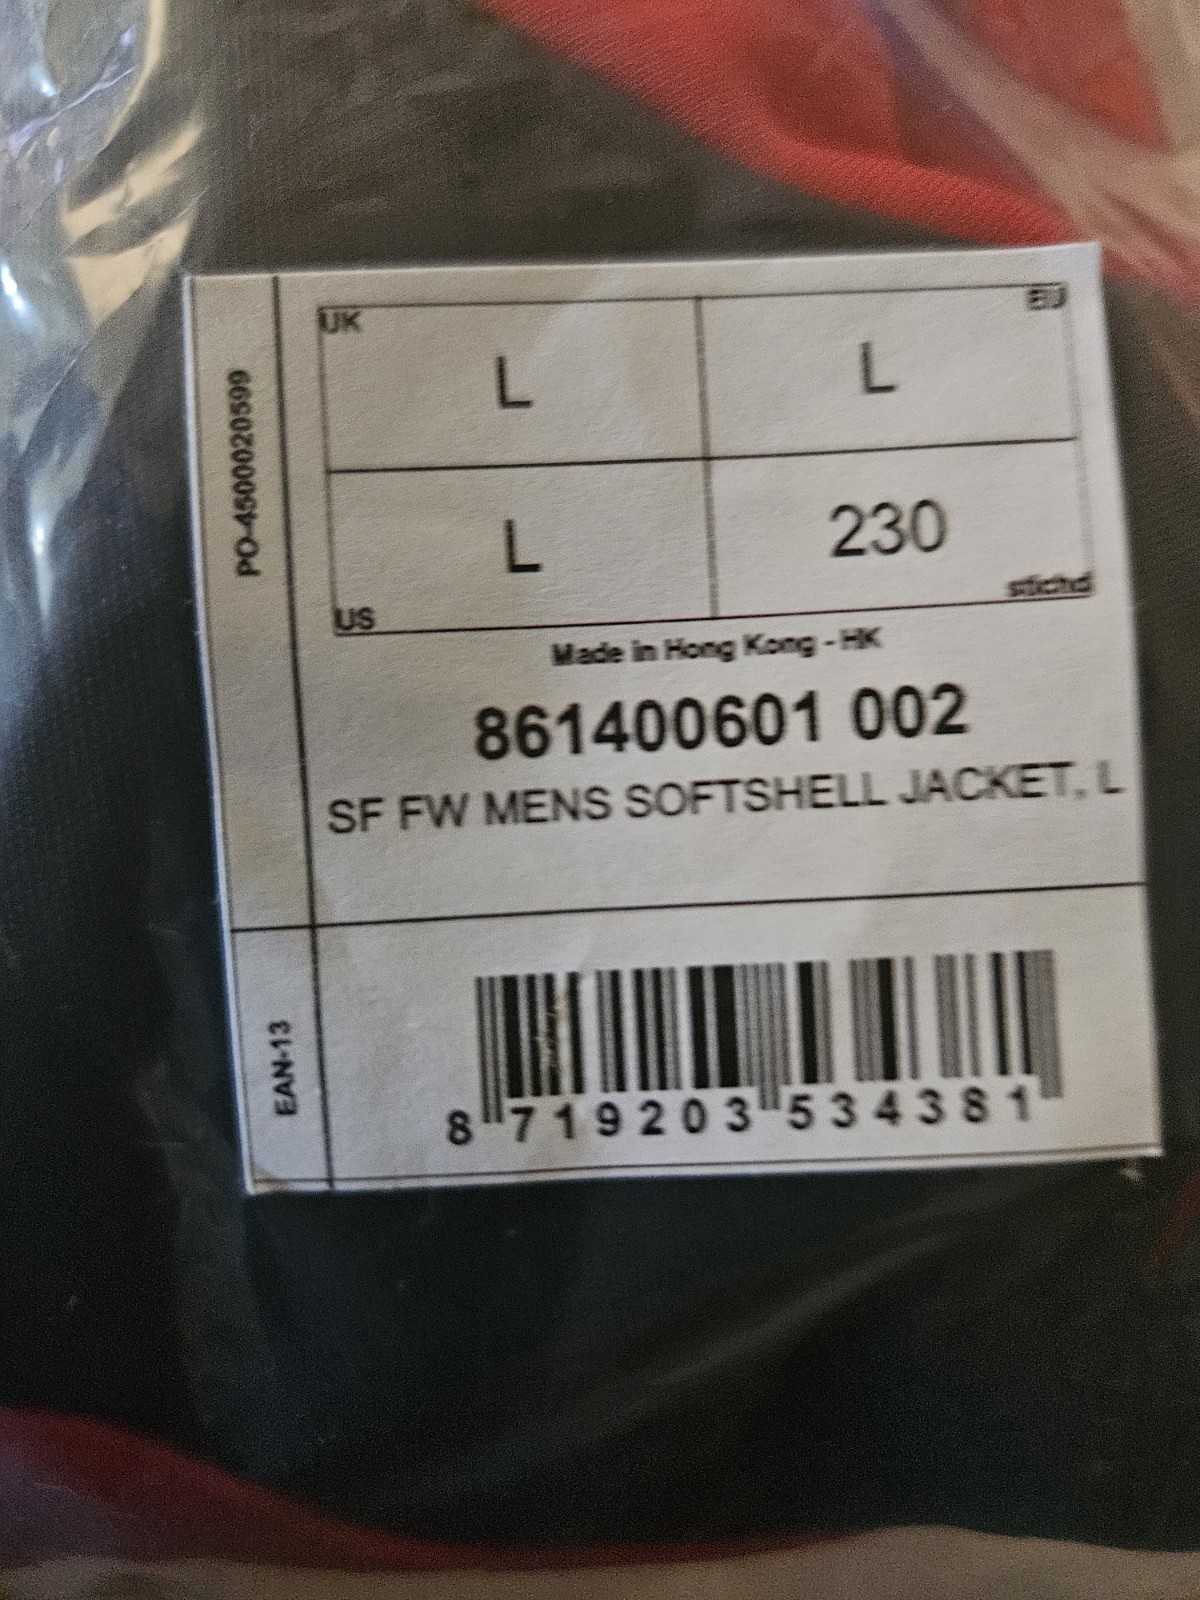 PO-4500020599
UK
EU
L
L
L
230
US
stichd
Made in Hong Kong - HK
861400601 002
SF FW MENS SOFTSHELL JACKET, L
EAN-13
8 719203 534381